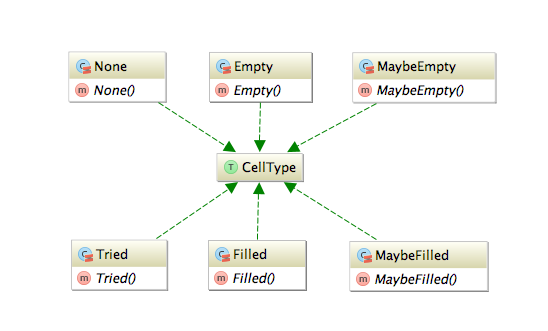 None
None()
Empty
Empty()
MaybeEmpty
MaybeEmpty()
T CellType
Tried
m Tried()
Filled
m Filled()
MaybeFilled
m MaybeFilled()